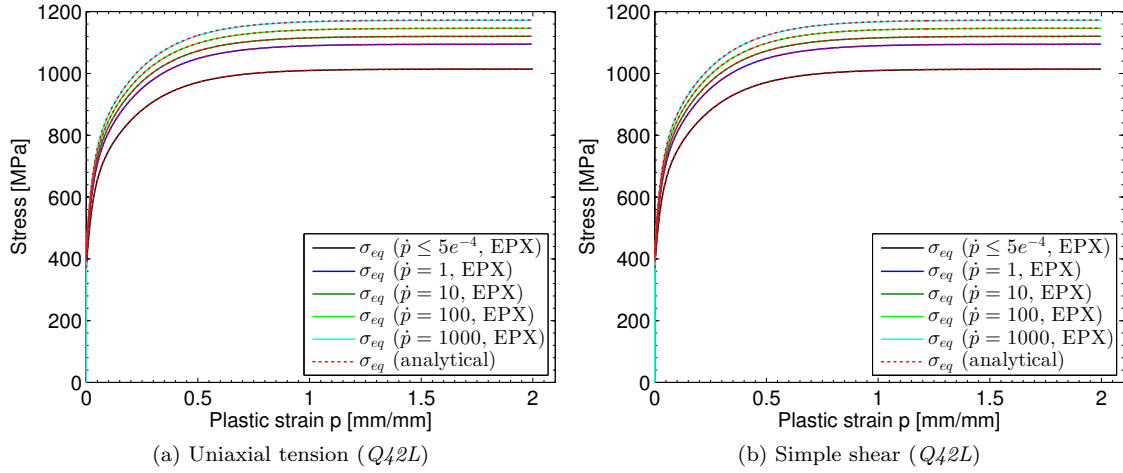 1200
1000
800
600
400
200
0
Stress [MPa]
σeq (ṗ ≤ 5e−4, EPX)
σeq (ṗ = 1, EPX)
σeq (ṗ = 10, EPX)
σeq (ṗ = 100, EPX)
σeq (ṗ = 1000, EPX)
σeq (analytical)
0 0.5 1 1.5 2
Plastic strain p [mm/mm]
(a) Uniaxial tension (Q42L)
1200
1000
800
600
400
200
0
Stress [MPa]
σeq (ṗ ≤ 5e−4, EPX)
σeq (ṗ = 1, EPX)
σeq (ṗ = 10, EPX)
σeq (ṗ = 100, EPX)
σeq (ṗ = 1000, EPX)
σeq (analytical)
0 0.5 1 1.5 2
Plastic strain p [mm/mm]
(b) Simple shear (Q42L)